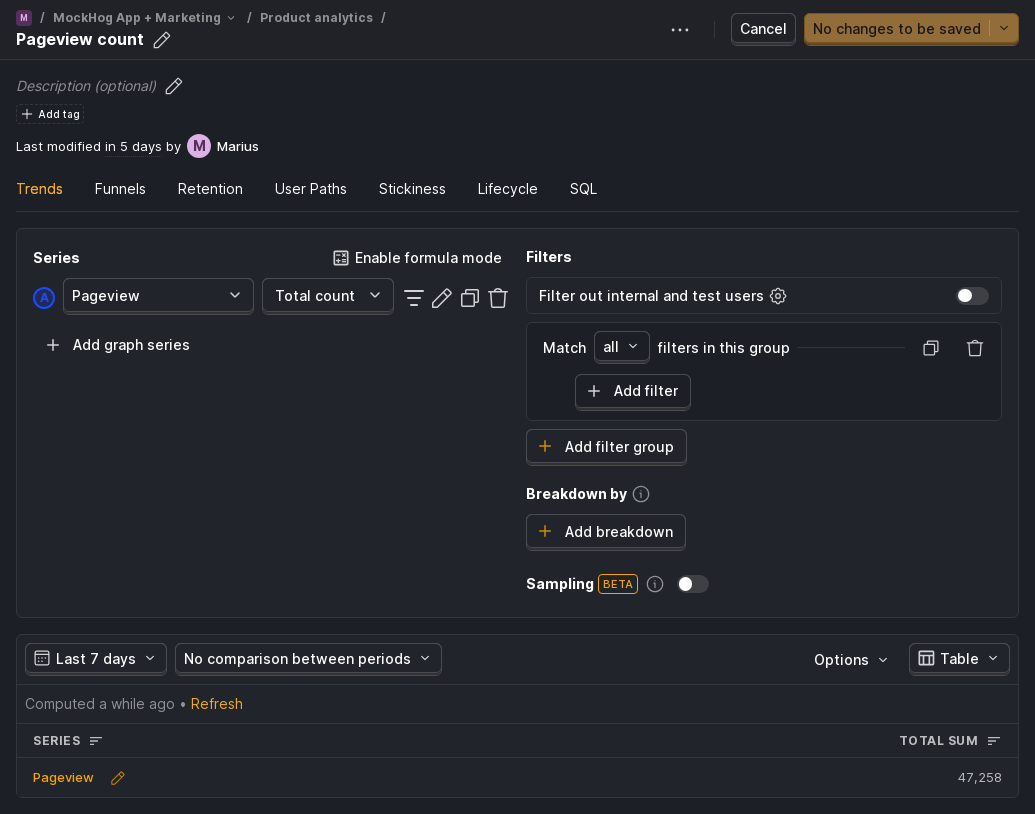 M / MockHog App + Marketing / Product analytics /
Pageview count
Cancel
No changes to be saved
Description (optional)
Add tag
Last modified in 5 days by M Marius
Trends Funnels Retention User Paths Stickiness Lifecycle SQL
Series
Enable formula mode
A Pageview Total count
Add graph series
Filters
Filter out internal and test users
Match all filters in this group
Add filter
Add filter group
Breakdown by
Add breakdown
Sampling BETA
Last 7 days No comparison between periods Options Table
Computed a while ago • Refresh
SERIES TOTAL SUM
Pageview 47,258